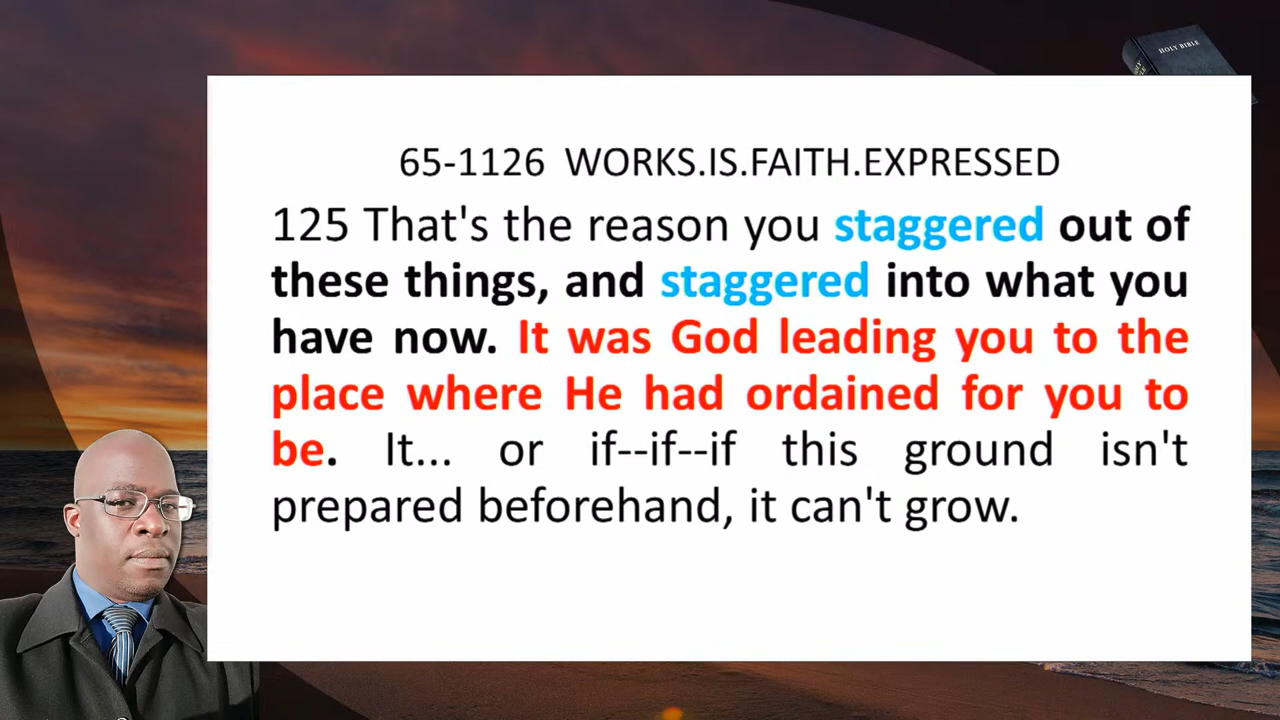 HOLY BIBLE
65-1126 WORKS.IS.FAITH.EXPRESSED
125 That's the reason you staggered out of
these things, and staggered into what you
have now. It was God leading you to the
place where He had ordained for you to
be. It... or if--if--if this ground isn't
prepared beforehand, it can't grow.